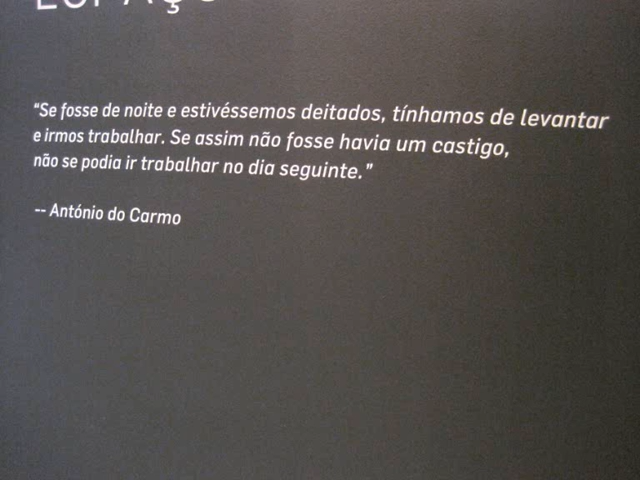 “Se fosse de noite e estivéssemos deitados, tínhamos de levantar
e irmos trabalhar. Se assim não fosse havia um castigo,
não se podia ir trabalhar no dia seguinte.”
-- António do Carmo